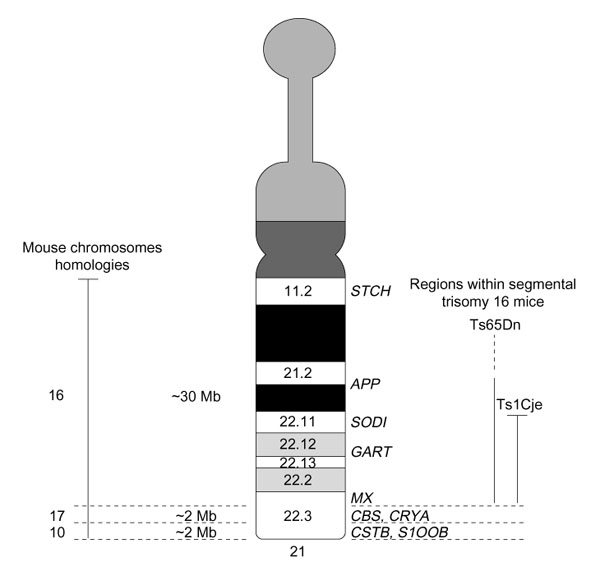 Mouse chromosomes
homologies
Regions within segmental
trisomy 16 mice
Ts65Dn
11.2 STCH
21.2
APP
16 ~30 Mb
Ts1Cje
22.11 SODI
22.12
GART
22.13
22.2
MX
17 ~2 Mb 22.3 CBS, CRYA
10 ~2 Mb CSTB, S1OOB
21